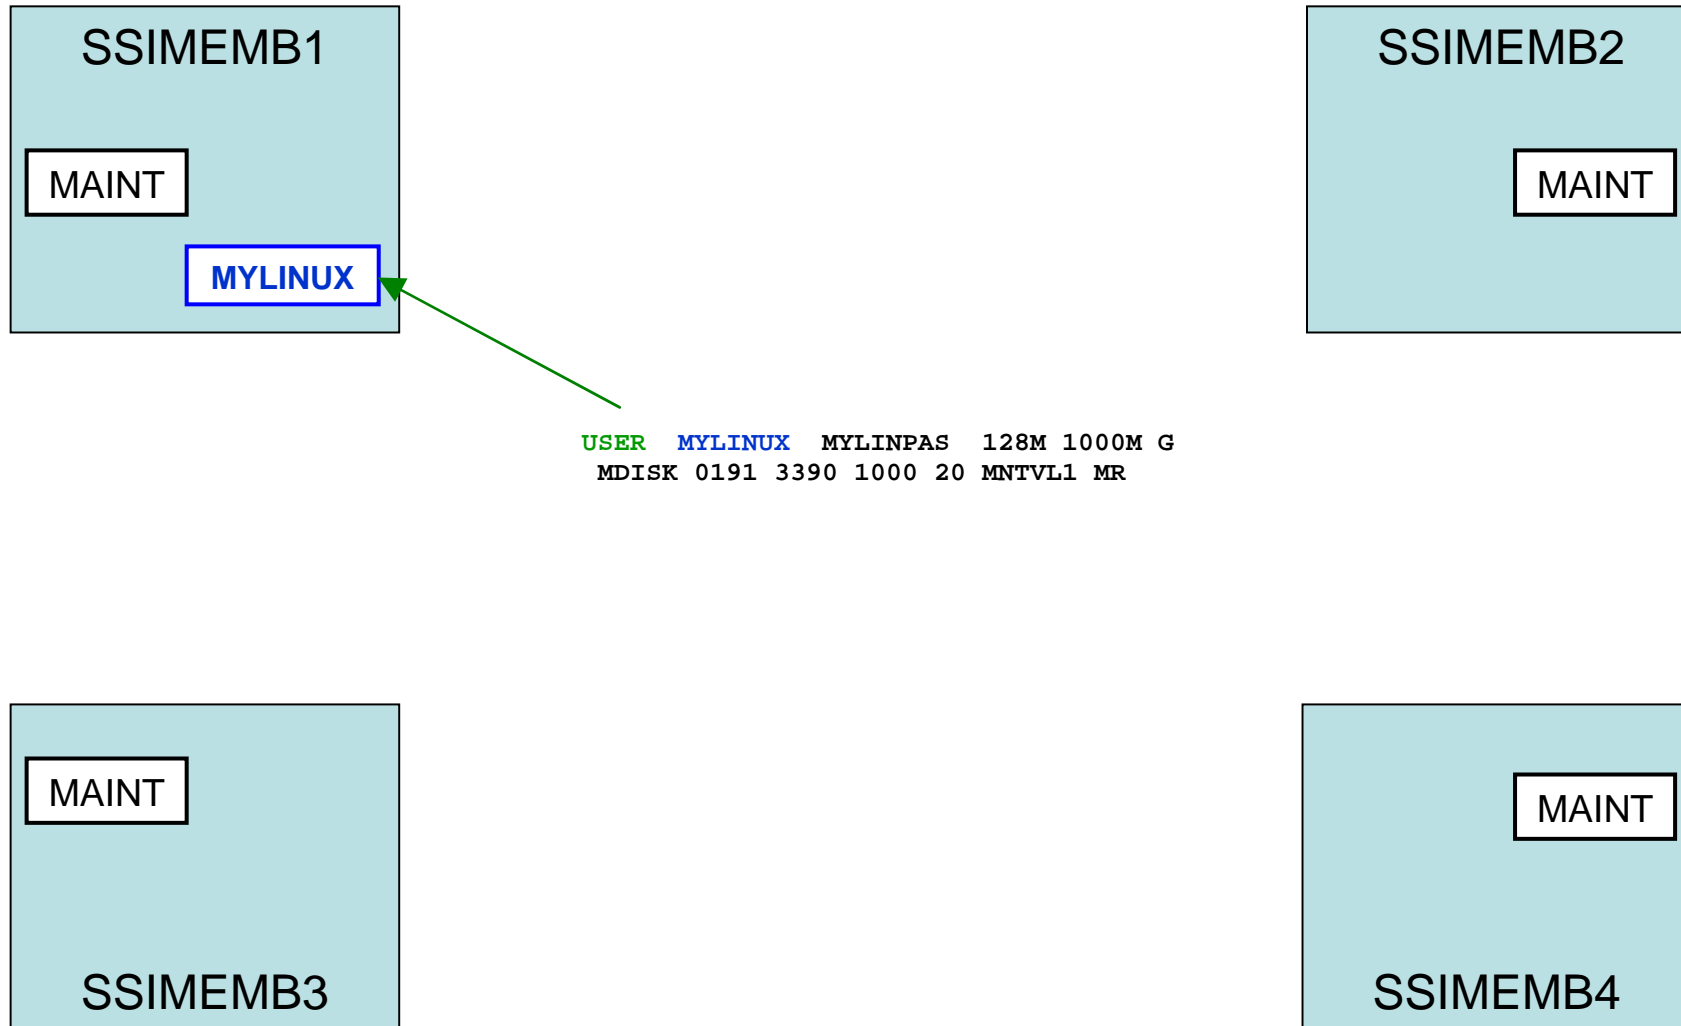 SSIMEMB1
SSIMEMB2
MAINT
MAINT
MYLINUX
USER MYLINUX MYLINPAS 128M 1000M G
MDISK 0191 3390 1000 20 MNTVL1 MR
MAINT
MAINT
SSIMEMB3
SSIMEMB4